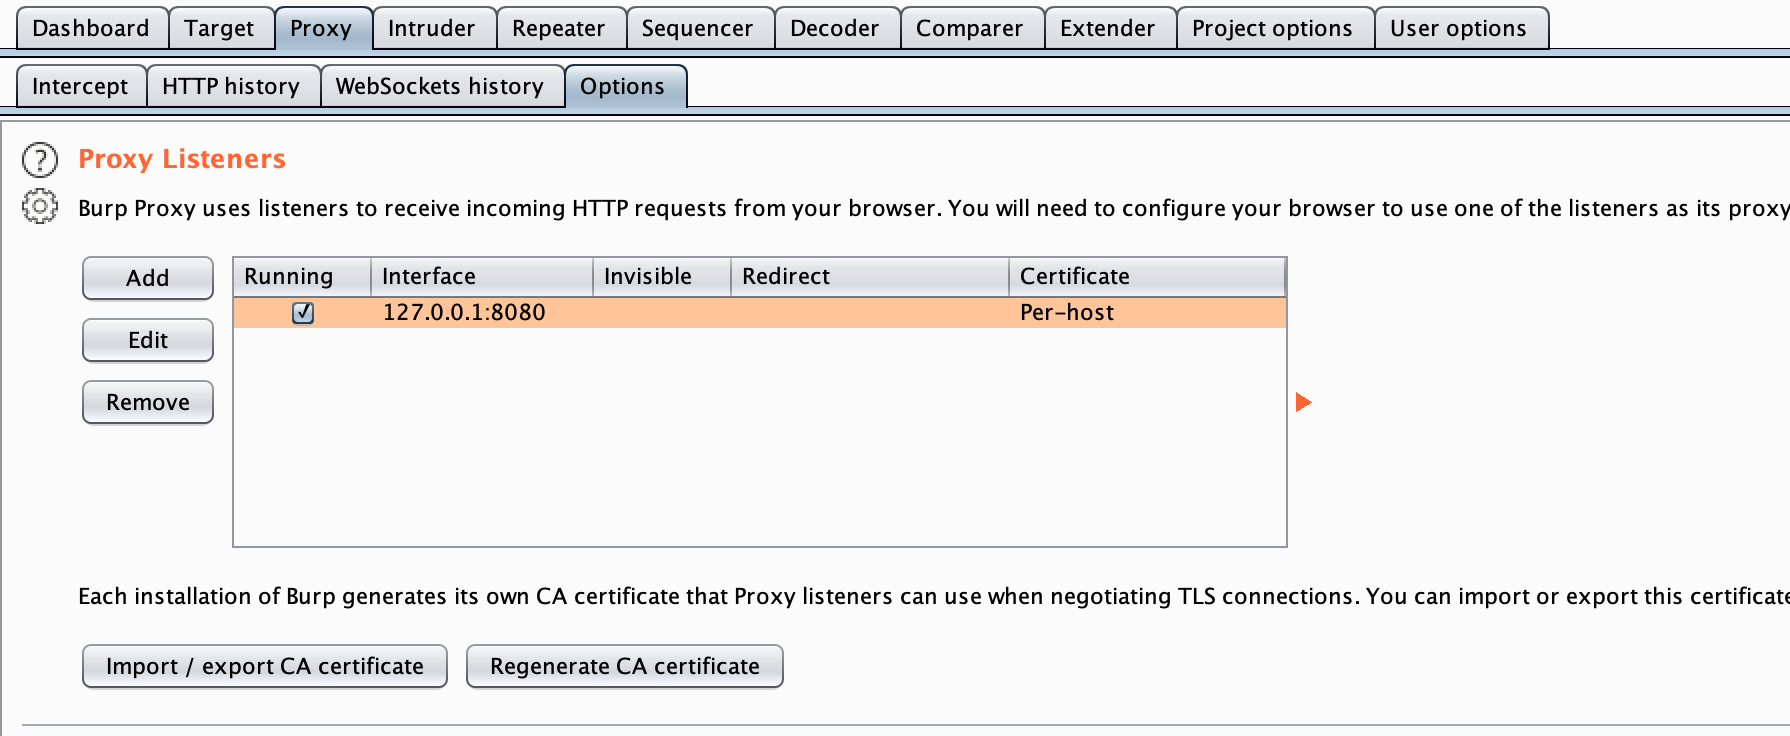 Dashboard Target Proxy Intruder Repeater Sequencer Decoder Comparer Extender Project options User options
Intercept HTTP history WebSockets history Options
? Proxy Listeners
Burp Proxy uses listeners to receive incoming HTTP requests from your browser. You will need to configure your browser to use one of the listeners as its proxy
Add
Edit
Remove
Running Interface Invisible Redirect Certificate
127.0.0.1:8080 Per-host
Each installation of Burp generates its own CA certificate that Proxy listeners can use when negotiating TLS connections. You can import or export this certificate
Import / export CA certificate Regenerate CA certificate